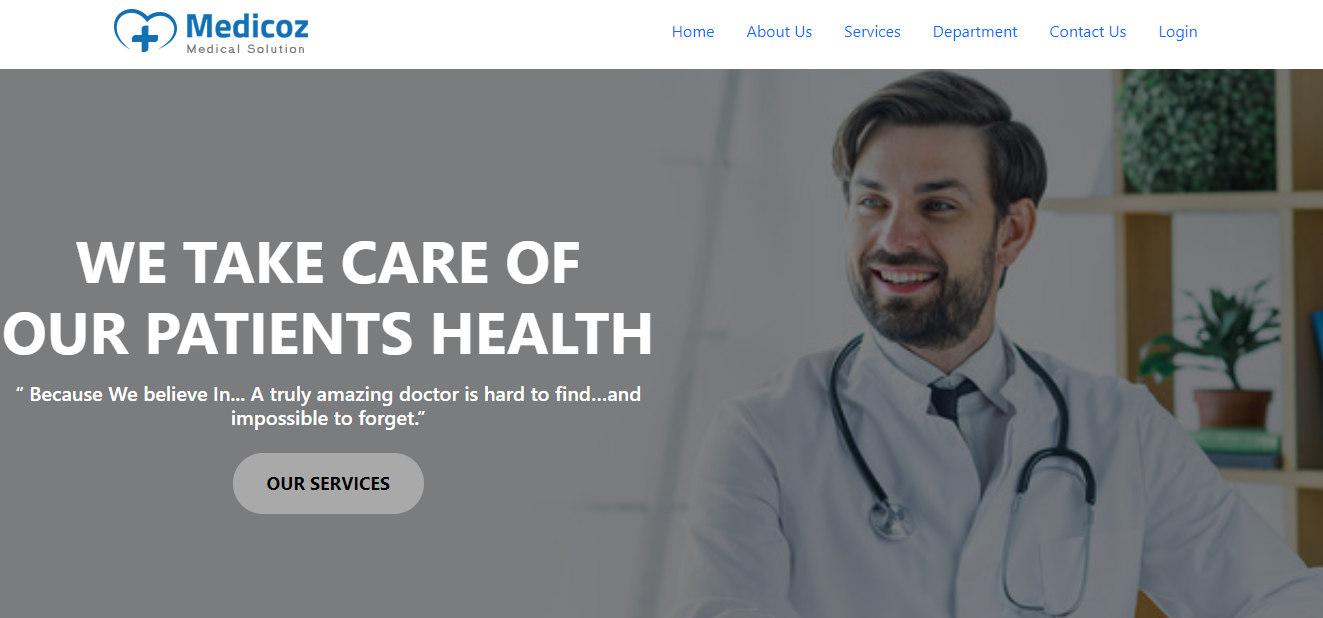 Medicoz
Medical Solution
Home About Us Services Department Contact Us Login
WE TAKE CARE OF
OUR PATIENTS HEALTH
“ Because We believe In... A truly amazing doctor is hard to find...and
impossible to forget.”
OUR SERVICES